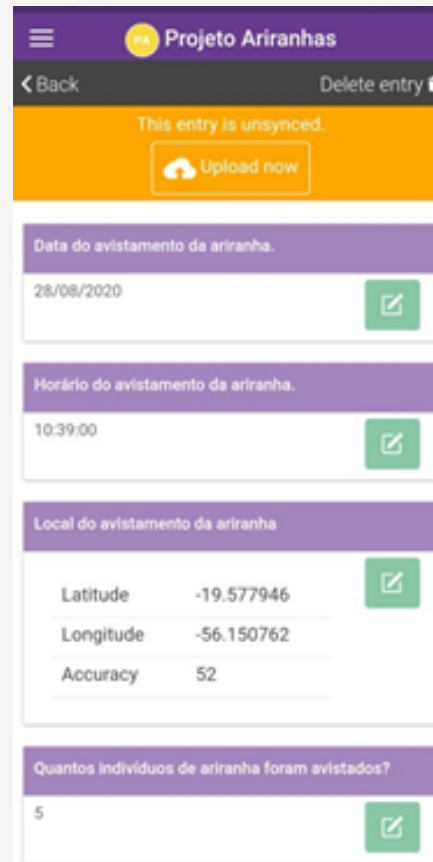 PA Projeto Ariranhas
Back Delete entry
This entry is unsynced.
Upload now
Data do avistamento da ariranha.
28/08/2020
Horário do avistamento da ariranha.
10:39:00
Local do avistamento da ariranha
Latitude -19.577946
Longitude -56.150762
Accuracy 52
Quantos indivíduos de ariranha foram avistados?
5